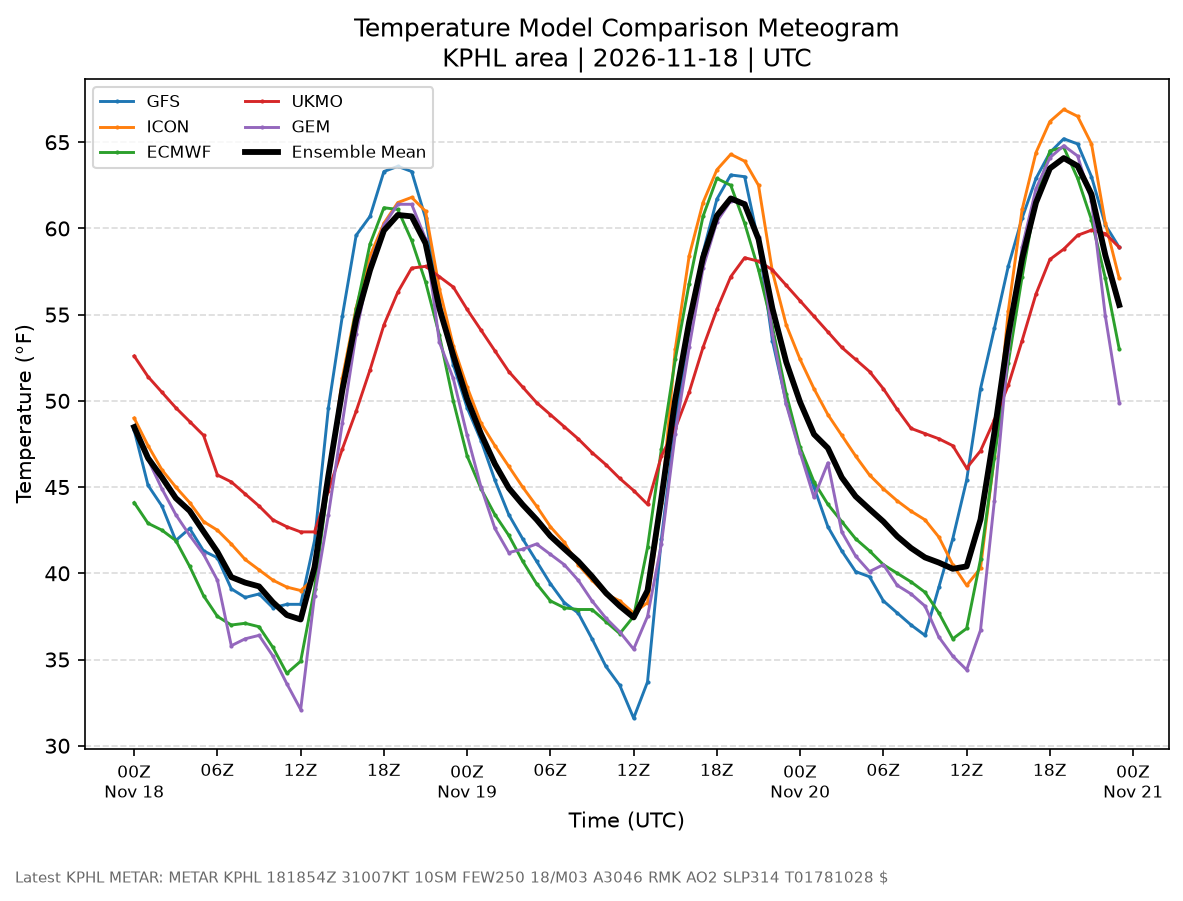 Temperature Model Comparison Meteogram
KPHL area | 2026-11-18 | UTC
GFS
ICON
ECMWF
UKMO
GEM
Ensemble Mean
Temperature (°F)
65
60
55
50
45
40
35
30
00Z 06Z 12Z 18Z 00Z 06Z 12Z 18Z 00Z 06Z 12Z 18Z 00Z
Nov 18 Nov 19 Nov 20 Nov 21
Time (UTC)
Latest KPHL METAR: METAR KPHL 181854Z 31007KT 10SM FEW250 18/M03 A3046 RMK AO2 SLP314 T01781028 $